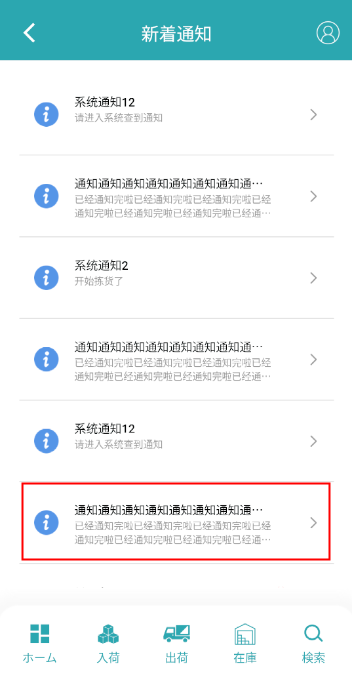 新着通知
系统通知12
请进入系统查到通知
通知通知通知通知通知通知通知通…
已经通知完啦已经通知完啦已经通知完啦已经
通知完啦已经通知完啦已经通知完啦已经通…
系统通知2
开始拣货了
通知通知通知通知通知通知通知通…
已经通知完啦已经通知完啦已经通知完啦已经
通知完啦已经通知完啦已经通知完啦已经通…
系统通知12
请进入系统查到通知
通知通知通知通知通知通知通知通…
已经通知完啦已经通知完啦已经通知完啦已经
通知完啦已经通知完啦已经通知完啦已经通…
ホーム
入荷
出荷
在庫
検索